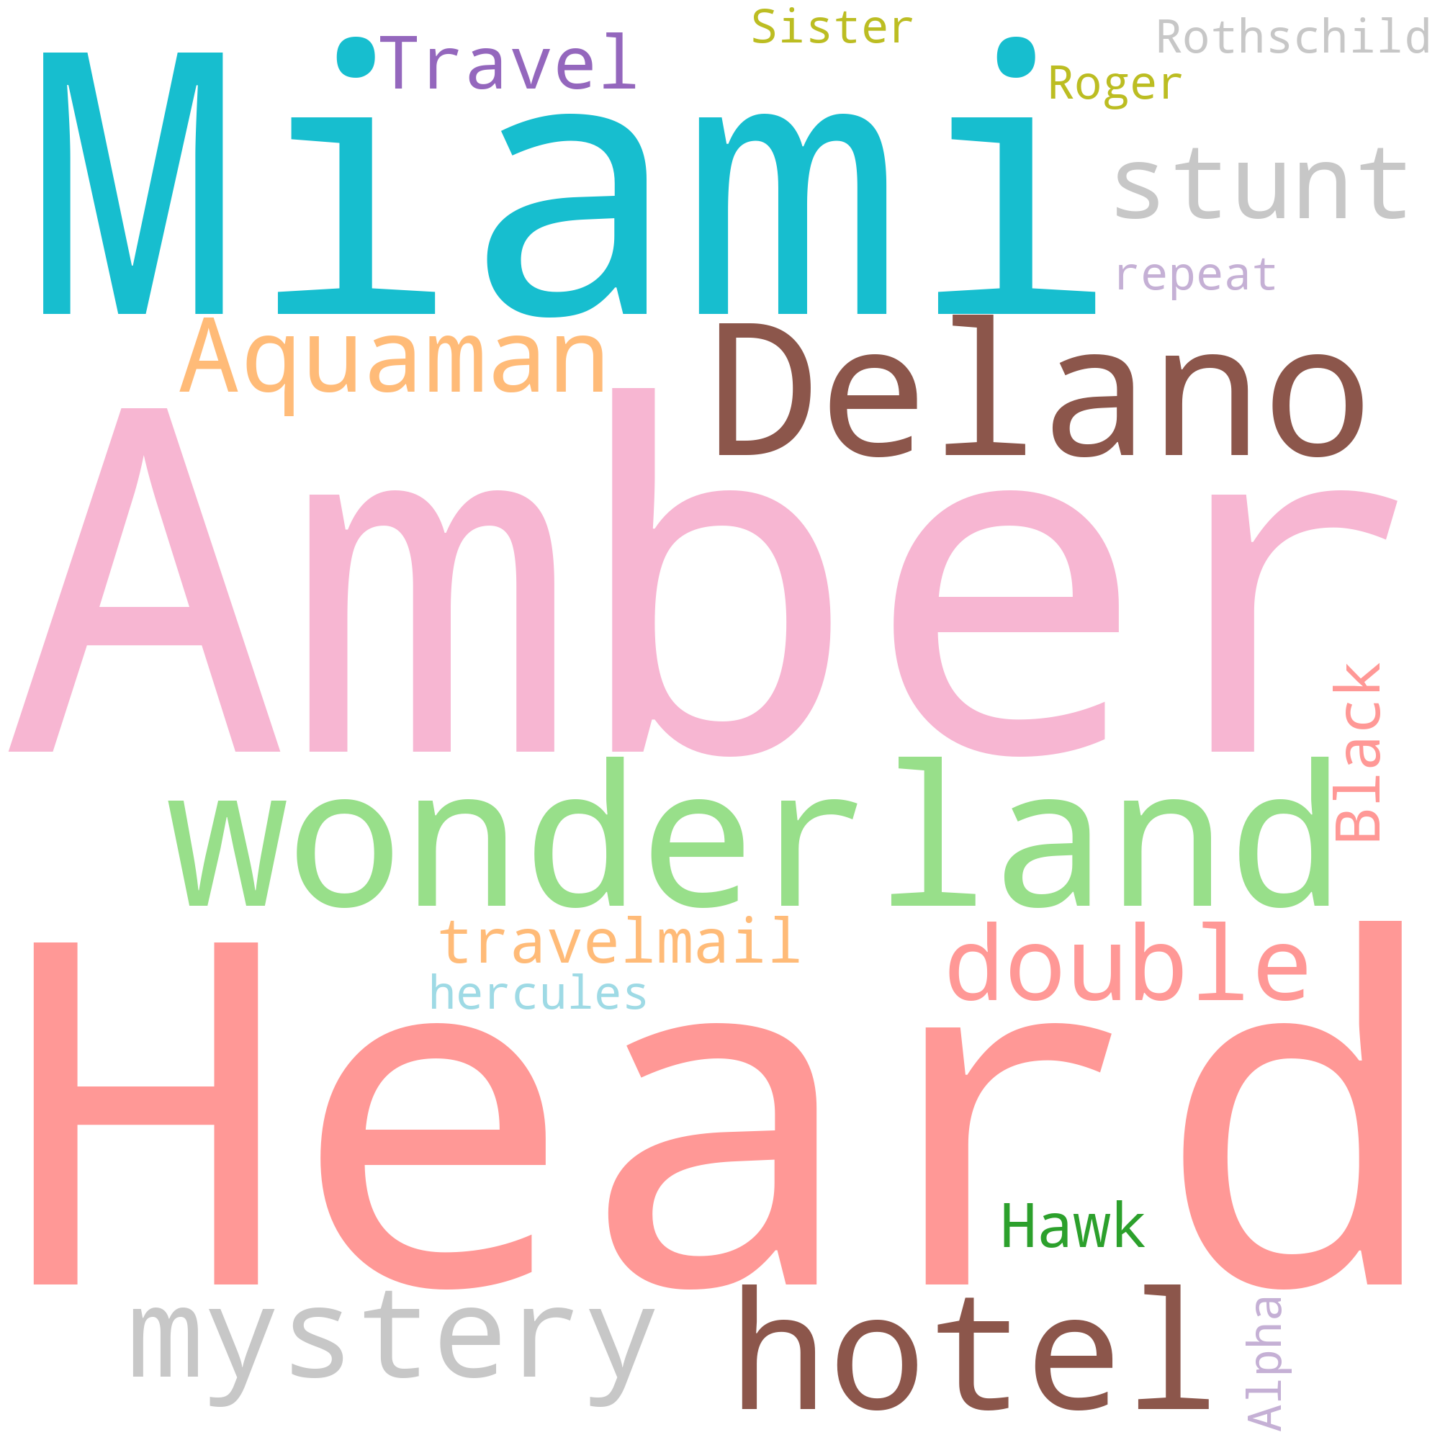 Sister
Rothschild
Travel
Roger
Miami
stunt
repeat
Aquaman
Delano
Amber
Black
wonderland
travelmail
double
hercules
Heard
Hawk
mystery
hotel
Alpha